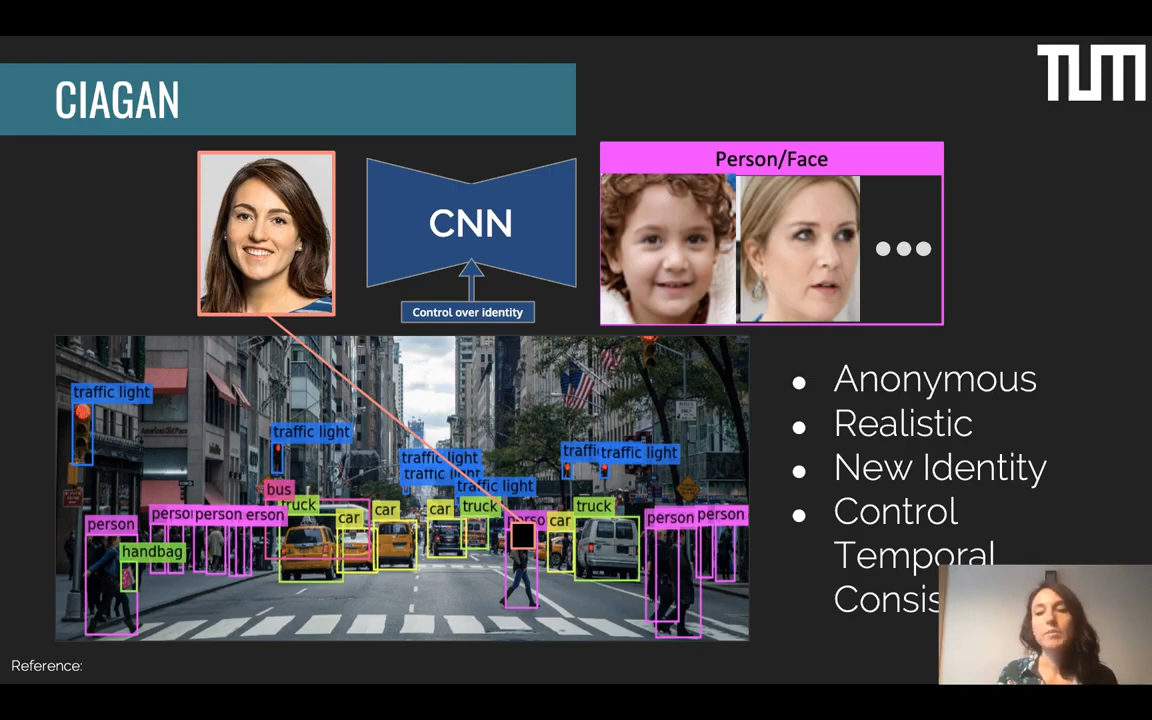 TUM
CIAGAN
Person/Face
CNN
Control over identity
traffic light
traffic light
traffic light
traffic light
traffic light
traffic light
bus
truck
car
car
car
truck
car
truck
person
person
person
person
handbag
person
person
Anonymous
Realistic
New Identity
Control
Temporal
Reference: